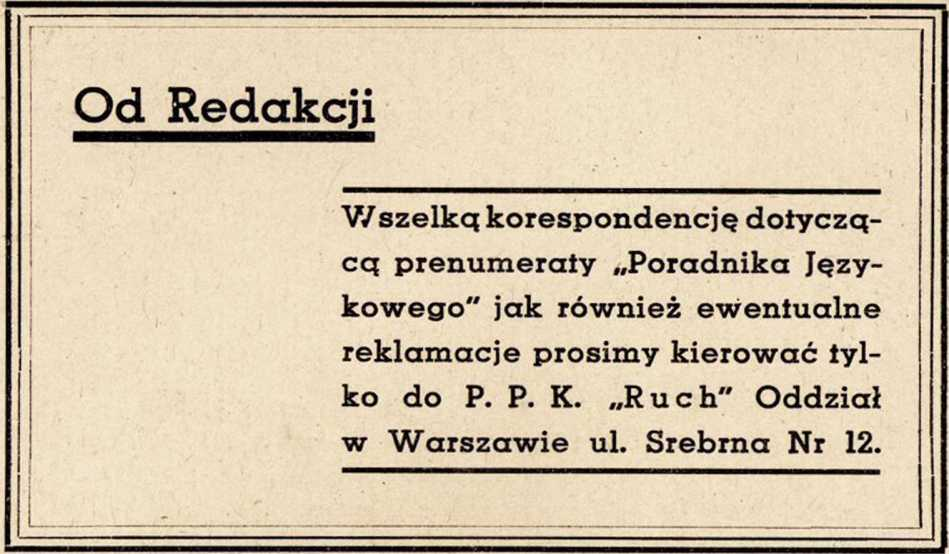 Od Redakcji
Wszelką korespondencję dotyczą-
cą prenumeraty „Poradnika Języ-
kowego” jak również ewentualne
reklamacje prosimy kierować tyl-
ko do P. P. K. „Ruch” Oddział
w Warszawie ul. Srebrna Nr 12.